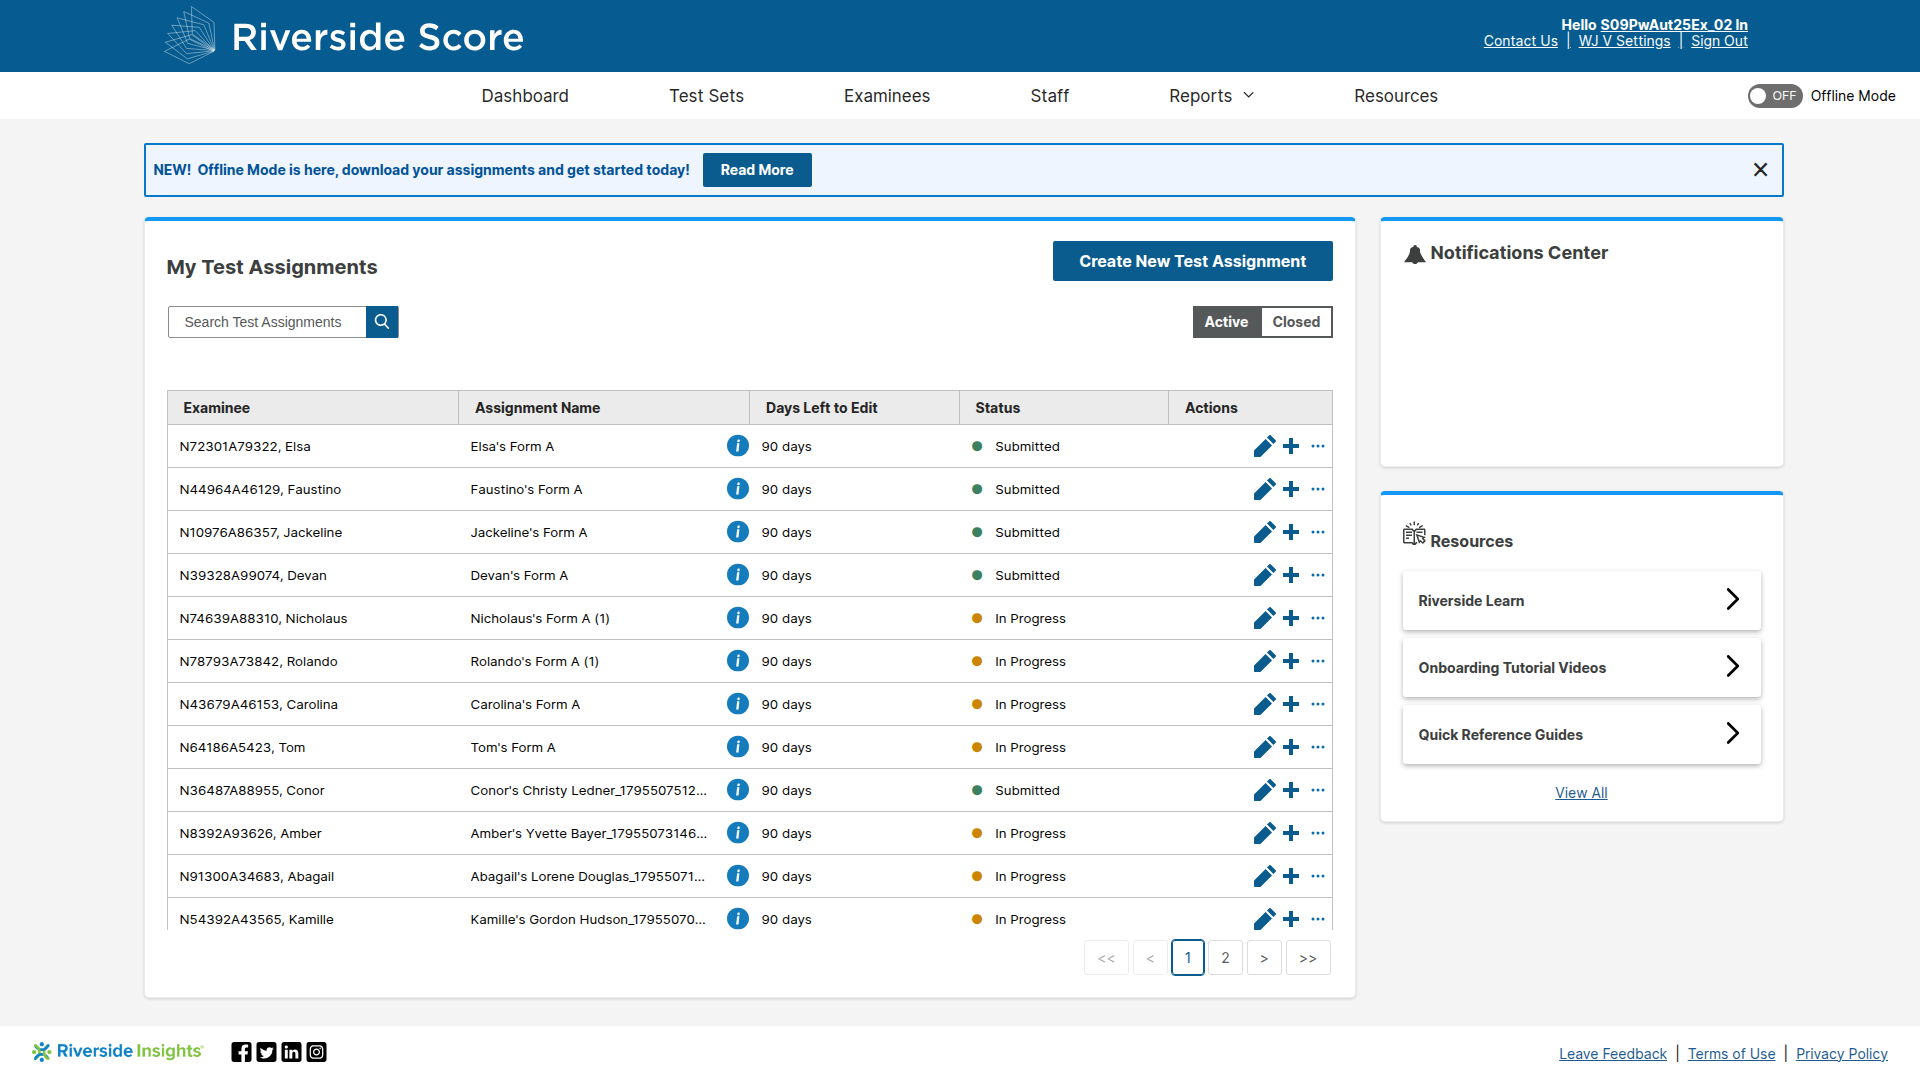 Riverside Score
Hello S09PwAut25Ex_02 In
Contact Us | WJ V Settings | Sign Out
Dashboard Test Sets Examinees Staff Reports Resources
OFF Offline Mode
NEW! Offline Mode is here, download your assignments and get started today! Read More
My Test Assignments
Create New Test Assignment
Search Test Assignments
Active Closed
Examinee Assignment Name Days Left to Edit Status Actions
N72301A79322, Elsa Elsa's Form A i 90 days Submitted ...
N44964A46129, Faustino Faustino's Form A i 90 days Submitted ...
N10976A86357, Jackeline Jackeline's Form A i 90 days Submitted ...
N39328A99074, Devan Devan's Form A i 90 days Submitted ...
N74639A88310, Nicholaus Nicholaus's Form A (1) i 90 days In Progress ...
N78793A73842, Rolando Rolando's Form A (1) i 90 days In Progress ...
N43679A46153, Carolina Carolina's Form A i 90 days In Progress ...
N64186A5423, Tom Tom's Form A i 90 days In Progress ...
N36487A88955, Conor Conor's Christy Ledner_1795507512... i 90 days Submitted ...
N8392A93626, Amber Amber's Yvette Bayer_17955073146... i 90 days In Progress ...
N91300A34683, Abagail Abagail's Lorene Douglas_17955071... i 90 days In Progress ...
N54392A43565, Kamille Kamille's Gordon Hudson_17955070... i 90 days In Progress ...
<< < 1 2 > >>
Notifications Center
Resources
Riverside Learn
Onboarding Tutorial Videos
Quick Reference Guides
View All
Riverside Insights
Leave Feedback | Terms of Use | Privacy Policy